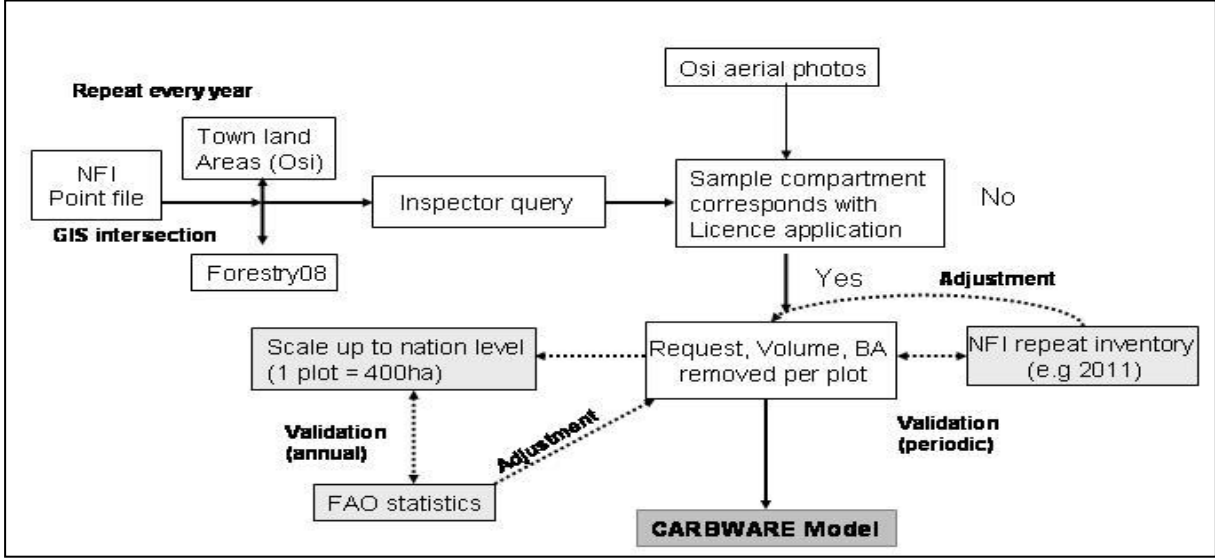 Osi aerial photos
Repeat every year
Town land
Areas (Osi)
NFI
Point file
Inspector query
Sample compartment
corresponds with
Licence application
No
GIS intersection
Forestry08
Yes
Adjustment
Scale up to nation level
(1 plot = 400ha)
Request, Volume, BA
removed per plot
NFI repeat inventory
(e.g 2011)
Validation
(annual)
Adjustment
Validation
(periodic)
FAO statistics
CARBWARE Model